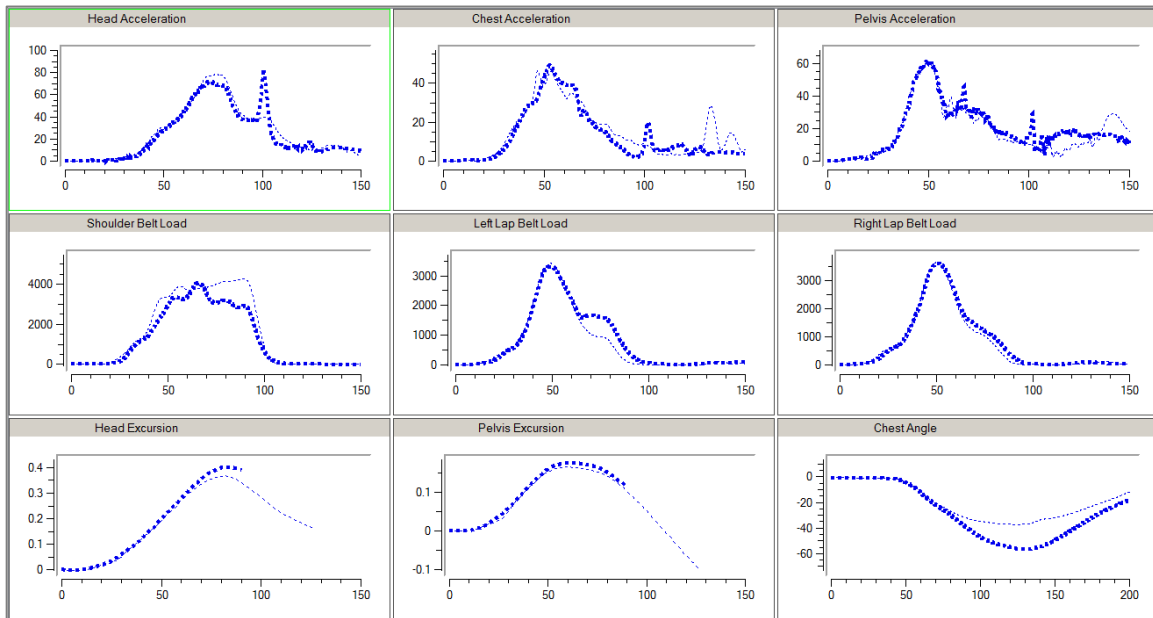 Head Acceleration
100
80
60
40
20
0
0 50 100 150
Chest Acceleration
40
20
0
0 50 100 150
Pelvis Acceleration
60
40
20
0
0 50 100 150
Shoulder Belt Load
4000
2000
0
0 50 100 150
Left Lap Belt Load
3000
2000
1000
0
0 50 100 150
Right Lap Belt Load
3000
2000
1000
0
0 50 100 150
Head Excursion
0.4
0.3
0.2
0.1
0
0 50 100 150
Pelvis Excursion
0.1
0
-0.1
0 50 100 150
Chest Angle
0
-20
-40
-60
0 50 100 150 200